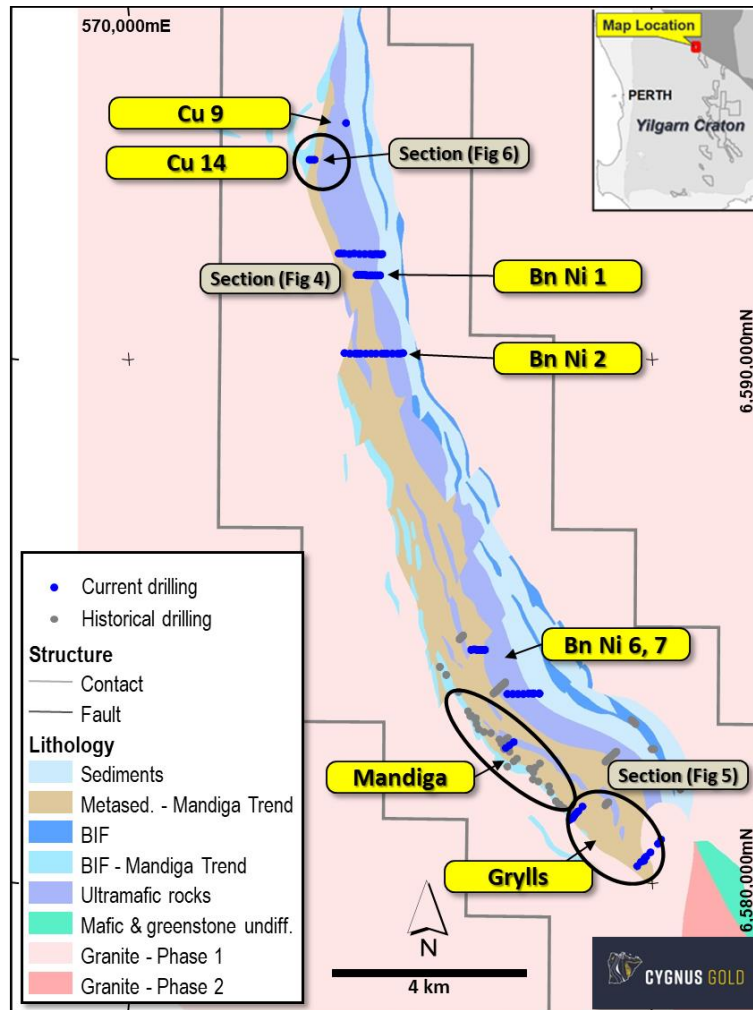 570,000mE
Map Location
PERTH
Yilgarn Craton
Cu 9
Cu 14
Section (Fig 6)
Section (Fig 4)
Bn Ni 1
Bn Ni 2
6,590,000mN
Current drilling
Historical drilling
Structure
Contact
Fault
Lithology
Sediments
Metased. - Mandiga Trend
BIF
BIF - Mandiga Trend
Ultramafic rocks
Mafic & greenstone undiff.
Granite - Phase 1
Granite - Phase 2
Bn Ni 6, 7
Mandiga
Section (Fig 5)
Grylls
6,580,000mN
N
4 km
CYGNUS GOLD